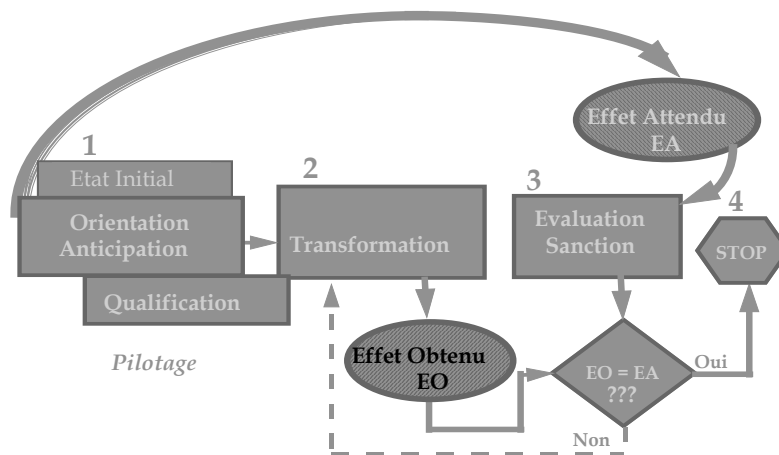 Effet Attendu
EA
1
Etat Initial
Orientation
Anticipation
Qualification
Pilotage
2
Transformation
Effet Obtenu
EO
3
Evaluation
Sanction
4
STOP
EO = EA
???
Oui
Non